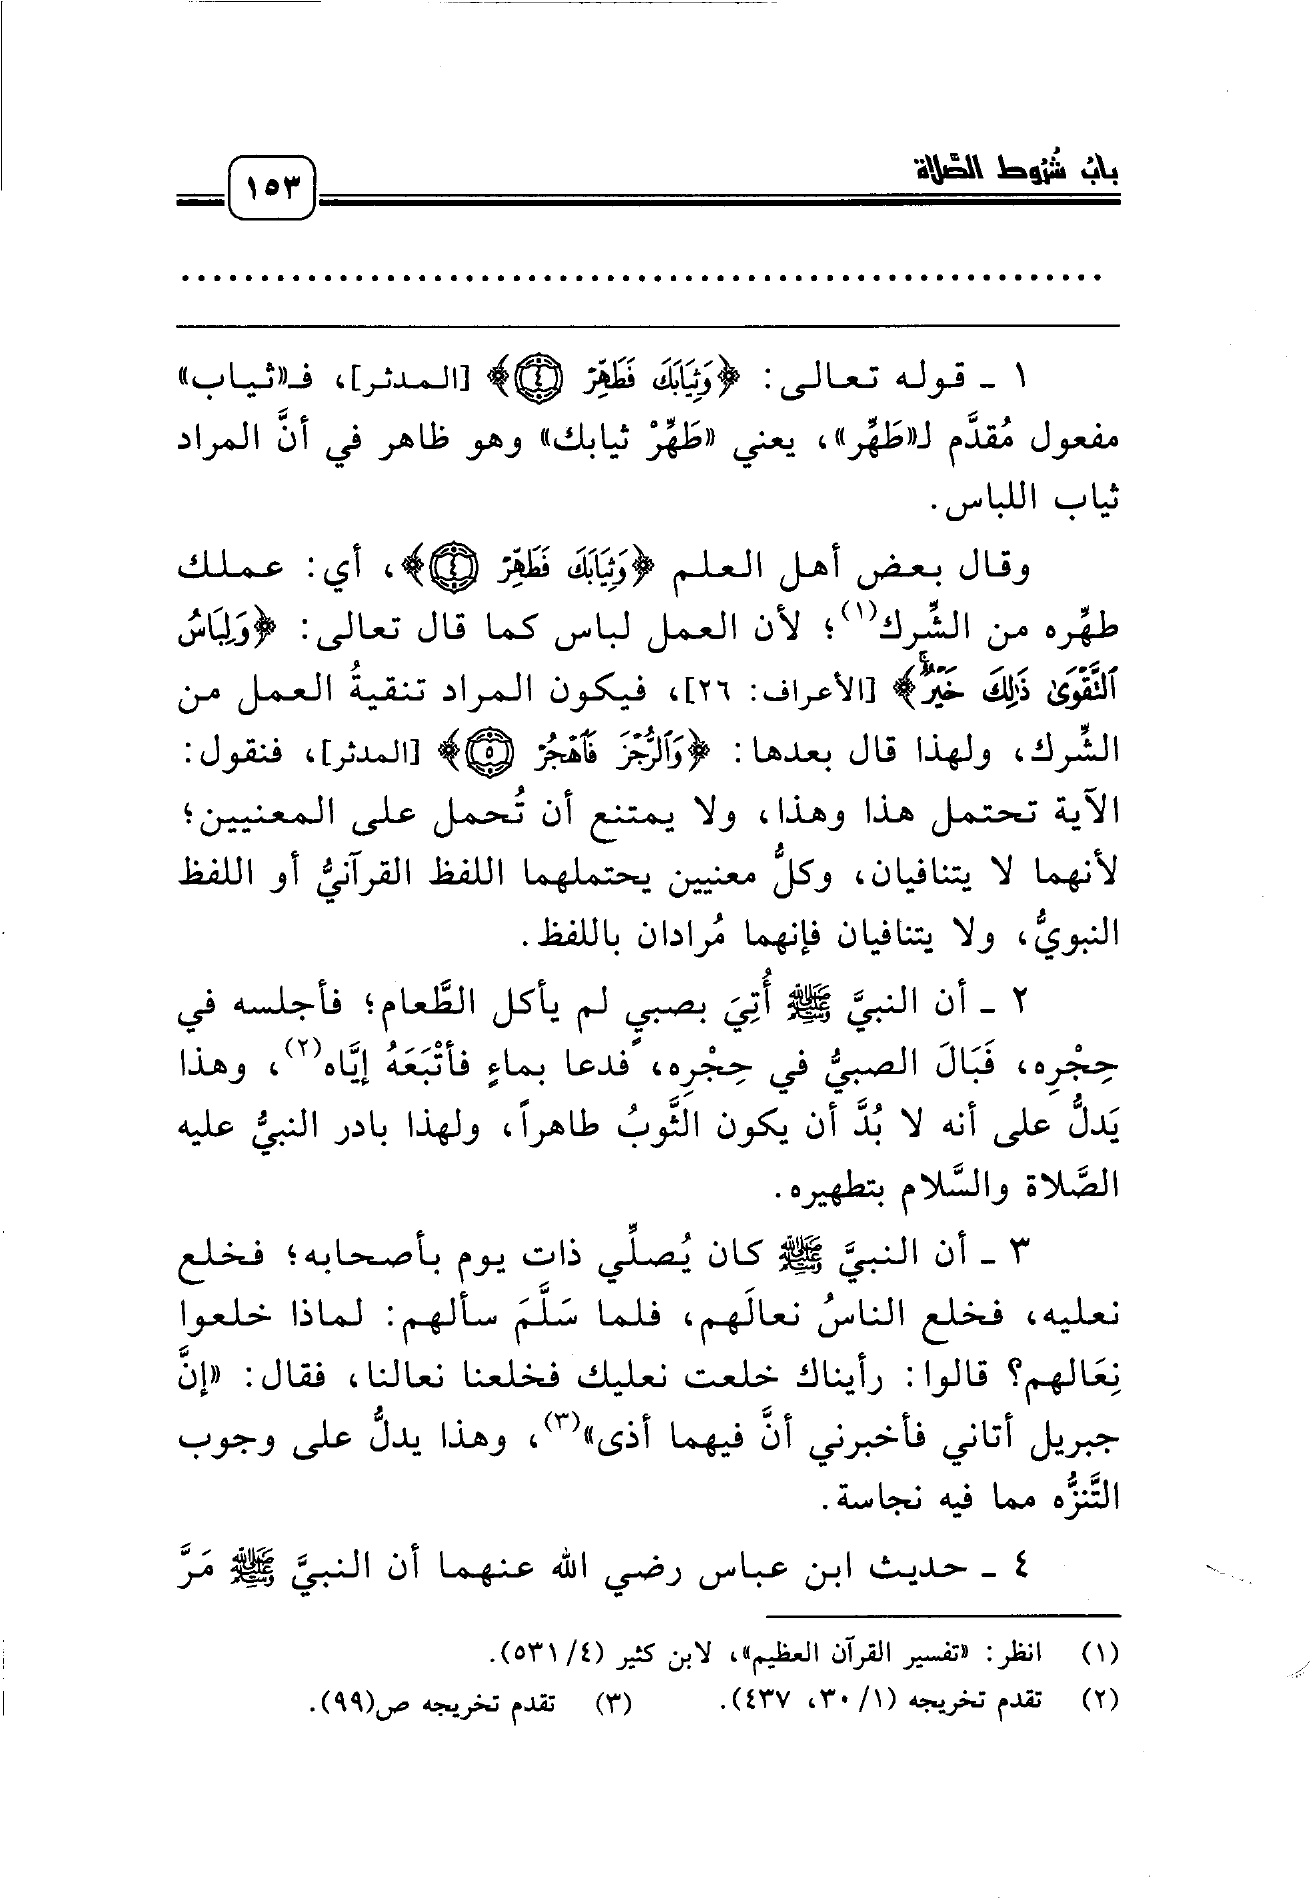 بابُ شُرُوط الصَّلاة
١٥٣
١ ـ قوله تعالى: ﴿وَثِيَابَكَ فَطَهِّرْ ٤﴾ [المدثر]، فـ«ثياب»
مفعول مُقدَّم لـ«طَهِّر»، يعني «طَهِّرْ ثيابك» وهو ظاهر في أنَّ المراد
ثياب اللباس.
وقال بعض أهل العلم ﴿وَثِيَابَكَ فَطَهِّرْ ٤﴾، أي: عملك
طهِّره من الشِّرك(١)؛ لأن العمل لباس كما قال تعالى: ﴿وَلِبَاسُ
ٱلتَّقْوَىٰ ذَٰلِكَ خَيْرٌ﴾ [الأعراف: ٢٦]، فيكون المراد تنقيةُ العمل من
الشِّرك، ولهذا قال بعدها: ﴿وَٱلرُّجْزَ فَٱهْجُرْ ٥﴾ [المدثر]، فنقول:
الآية تحتمل هذا وهذا، ولا يمتنع أن تُحمل على المعنيين؛
لأنهما لا يتنافيان، وكلُّ معنيين يحتملهما اللفظ القرآنيُّ أو اللفظ
النبويُّ، ولا يتنافيان فإنهما مُرادان باللفظ.
٢ ـ أن النبيَّ ﷺ أُتِيَ بصبيٍ لم يأكل الطَّعام؛ فأجلسه في
حِجْرِه، فَبَالَ الصبيُّ في حِجْرِه، فدعا بماءٍ فأتْبَعَهُ إيَّاه(٢)، وهذا
يَدلُّ على أنه لا بُدَّ أن يكون الثَّوبُ طاهراً، ولهذا بادر النبيُّ عليه
الصَّلاة والسَّلام بتطهيره.
٣ ـ أن النبيَّ ﷺ كان يُصلِّي ذات يوم بأصحابه؛ فخلع
نعليه، فخلع الناسُ نعالَهم، فلما سَلَّمَ سألهم: لماذا خلعوا
نِعَالهم؟ قالوا: رأيناك خلعت نعليك فخلعنا نعالنا، فقال: «إنَّ
جبريل أتاني فأخبرني أنَّ فيهما أذى»(٣)، وهذا يدلُّ على وجوب
التَّنزُّه مما فيه نجاسة.
٤ ـ حديث ابن عباس رضي الله عنهما أن النبيَّ ﷺ مَرَّ
(١) انظر: «تفسير القرآن العظيم»، لابن كثير (٤/ ٥٣١).
(٢) تقدم تخريجه (١/ ٣٠، ٤٣٧). (٣) تقدم تخريجه ص(٩٩).